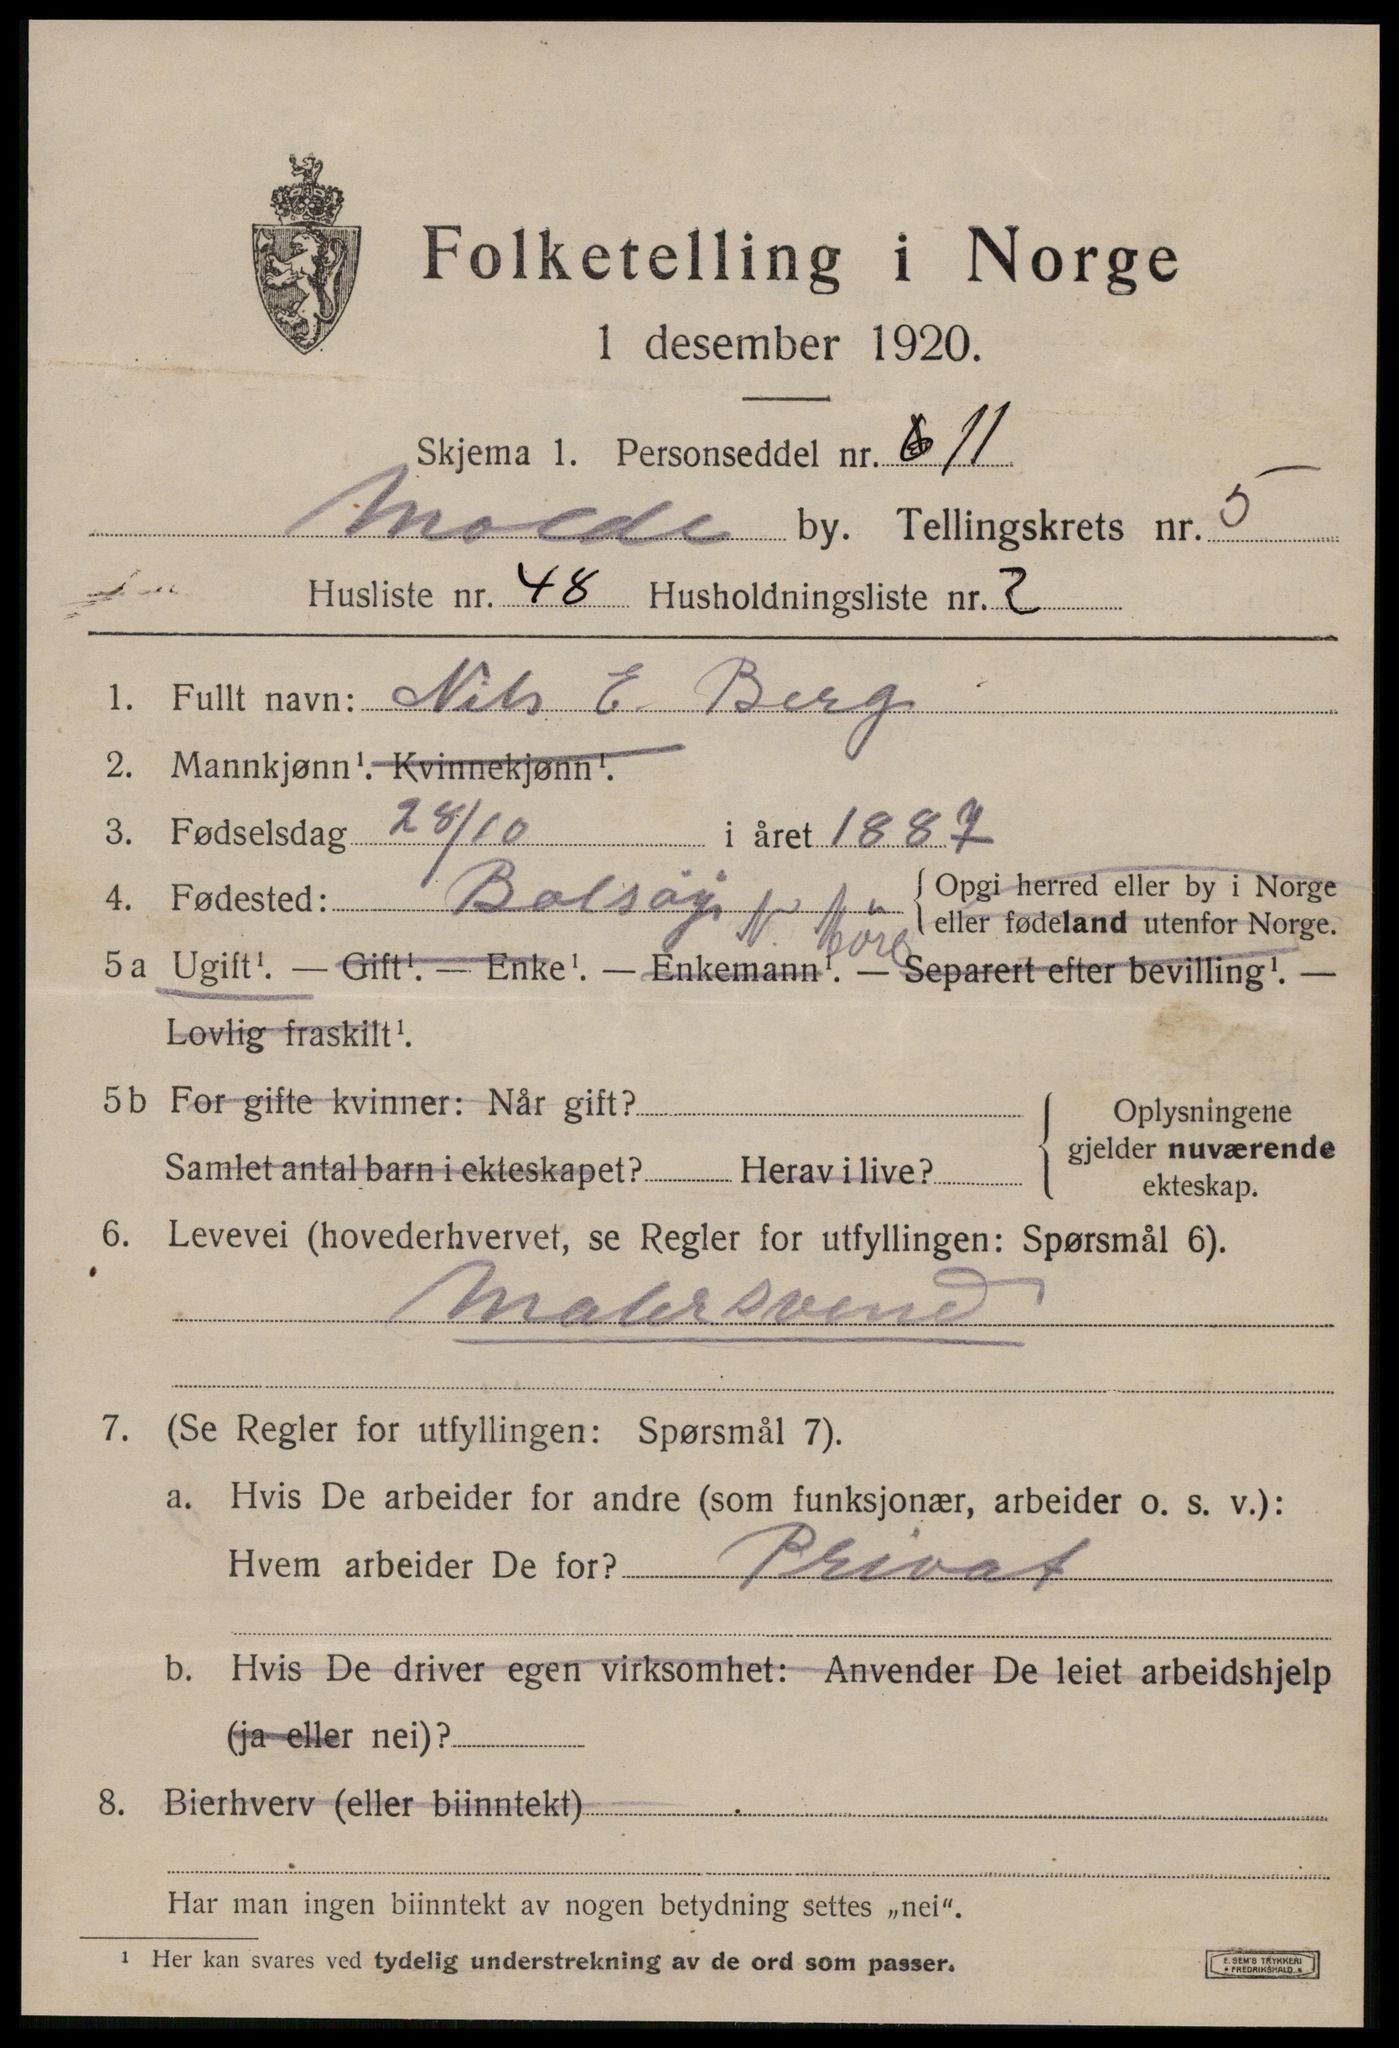 Folketelling i Norge
1 desember 1920.
Skjema 1. Personseddel nr. 6 11
Molde by. Tellingskrets nr. 5
Husliste nr. 48 Husholdningsliste nr. 2
1. Fullt navn: Nils E. Berg
2. Mannkjønn¹. Kvinnekjønn¹.
3. Fødselsdag 28/10 i året 1887
4. Fødested: Bolsöy N. Möre { Opgi herred eller by i Norge
eller fødeland utenfor Norge.
5a Ugift¹. — Gift¹. — Enke¹. — Enkemann¹. — Separert efter bevilling¹. —
Lovlig fraskilt¹.
5b For gifte kvinner: Når gift? { Oplysningene
gjelder nuværende
ekteskap.
Samlet antal barn i ekteskapet? Herav i live?
6. Levevei (hovederhvervet, se Regler for utfyllingen: Spørsmål 6).
Malersvend
7. (Se Regler for utfyllingen: Spørsmål 7).
a. Hvis De arbeider for andre (som funksjonær, arbeider o. s. v.):
Hvem arbeider De for? Privat
b. Hvis De driver egen virksomhet: Anvender De leiet arbeidshjelp
(ja eller nei)?
8. Bierhverv (eller biinntekt)
Har man ingen biinntekt av nogen betydning settes „nei“.
¹ Her kan svares ved tydelig understrekning av de ord som passer.
E. SEM'S TRYKKERI
FREDRIKSHALD